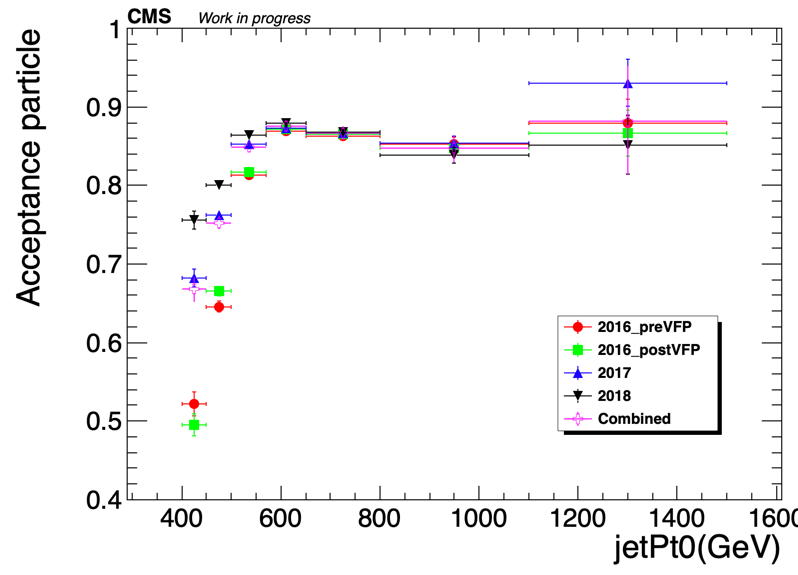 CMS Work in progress
Acceptance particle
1
0.9
0.8
0.7
0.6
0.5
0.4
2016_preVFP
2016_postVFP
2017
2018
Combined
400 600 800 1000 1200 1400 1600
jetPt0(GeV)